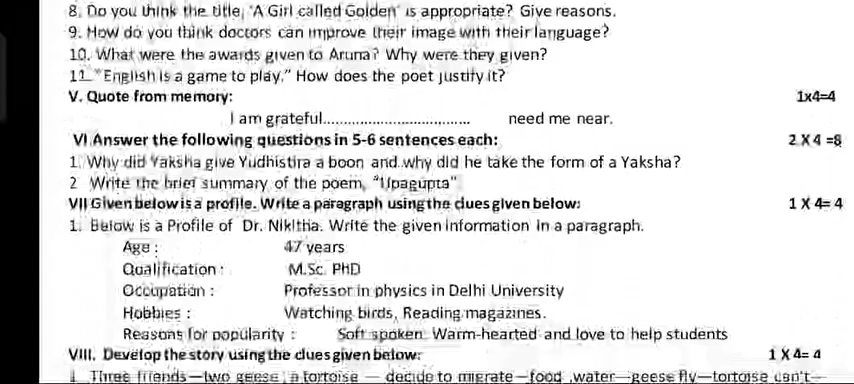 8. Do you think the title, 'A Girl called Golden' is appropriate? Give reasons.
9. How do you think doctors can improve their image with their language?
10. What were the awards given to Aruna? Why were they given?
11. "English is a game to play." How does the poet justify it?
V. Quote from memory: 1x4=4
I am grateful.................................. need me near.
VI Answer the following questions in 5-6 sentences each: 2 X 4 =8
1. Why did Yaksha give Yudhistira a boon and why did he take the form of a Yaksha?
2 Write the brief summary of the poem, "Upagupta"
VII Given below is a profile. Write a paragraph using the clues given below: 1 X 4= 4
1. Below is a Profile of Dr. Nikitha. Write the given information in a paragraph.
Age : 47 years
Qualification : M.Sc. PHD
Occupation : Professor in physics in Delhi University
Hobbies : Watching birds, Reading magazines.
Reasons for popularity : Soft spoken Warm-hearted and love to help students
VIII. Develop the story using the clues given below: 1 X 4= 4
1. Three friends—two geese, a tortoise — decide to migrate—food ,water—geese fly—tortoise can't—